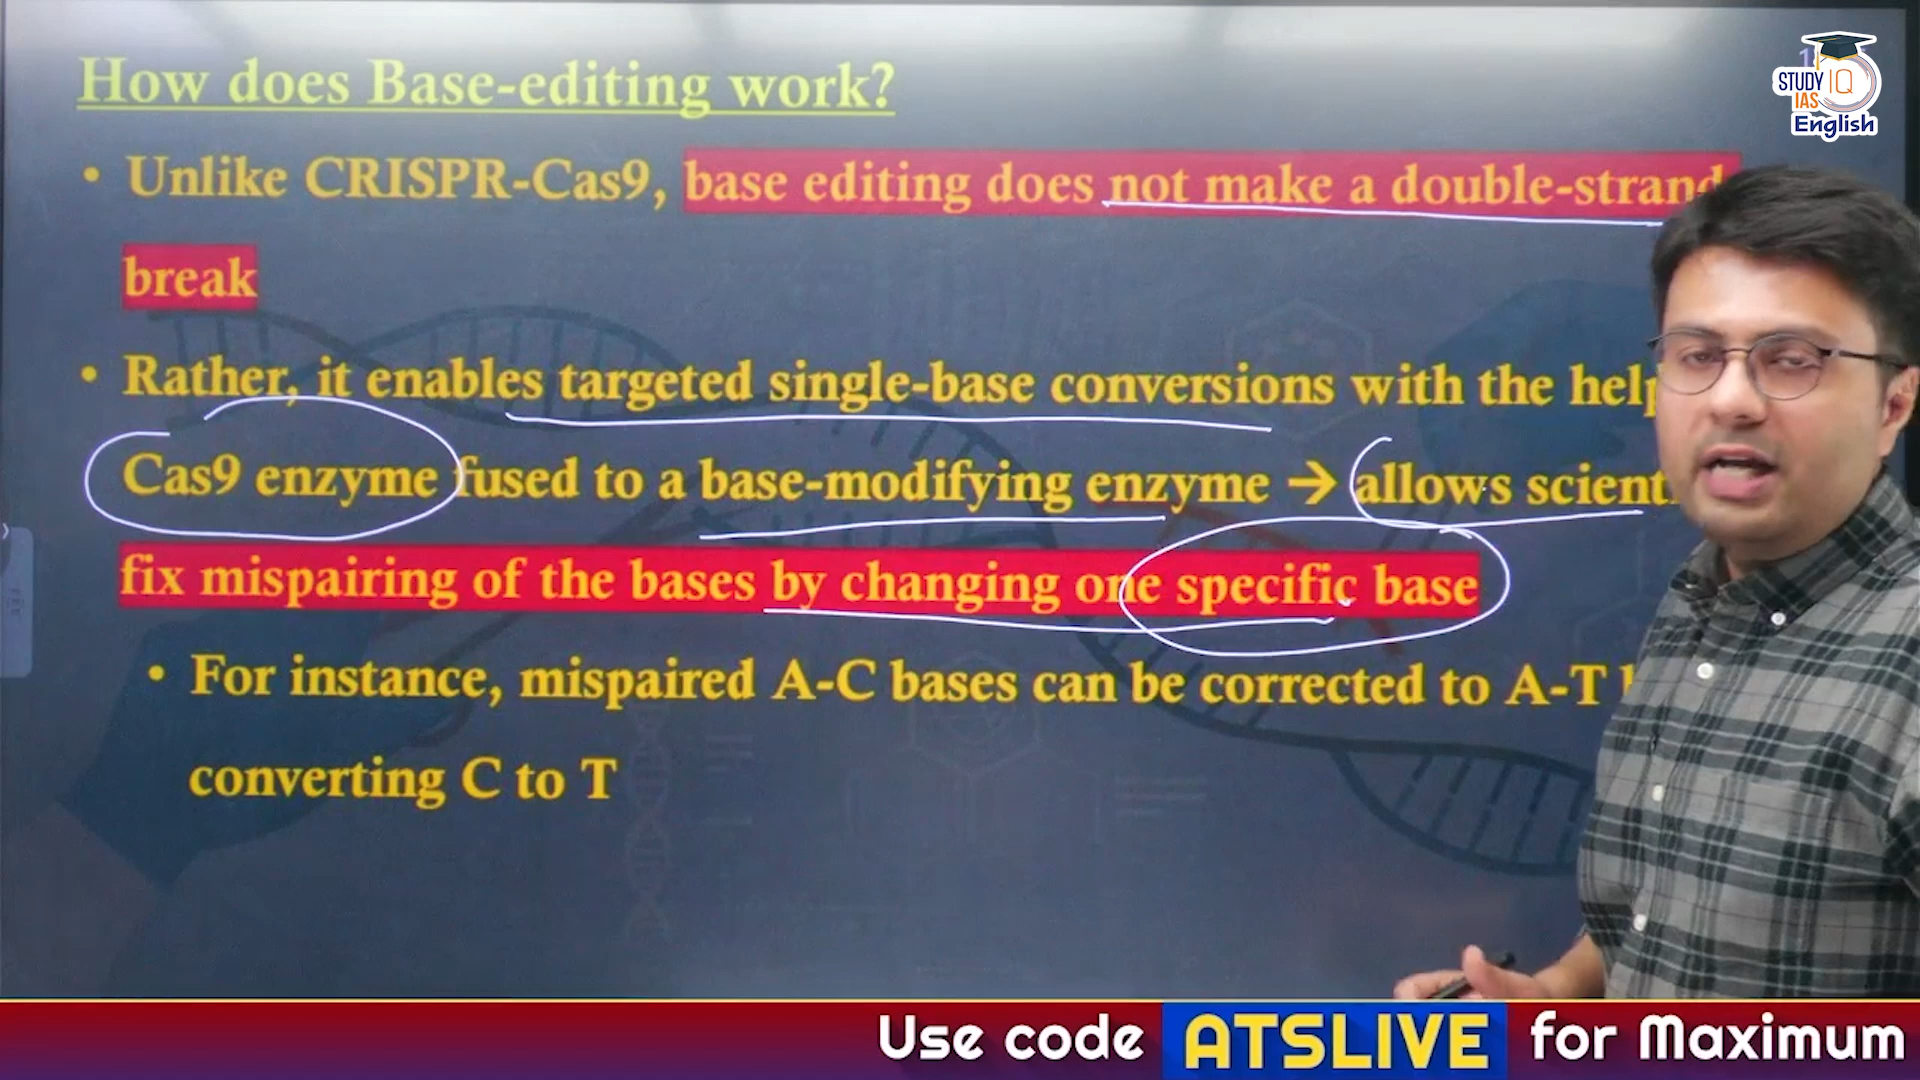 How does Base-editing work?
STUDY IQ
IAS
English
• Unlike CRISPR-Cas9, base editing does not make a double-strand
break
• Rather, it enables targeted single-base conversions with the help
Cas9 enzyme fused to a base-modifying enzyme → allows
fix mispairing of the bases by changing one specific base
• For instance, mispaired A-C bases can be corrected to A-T
converting C to T
Use code ATSLIVE for Maximum